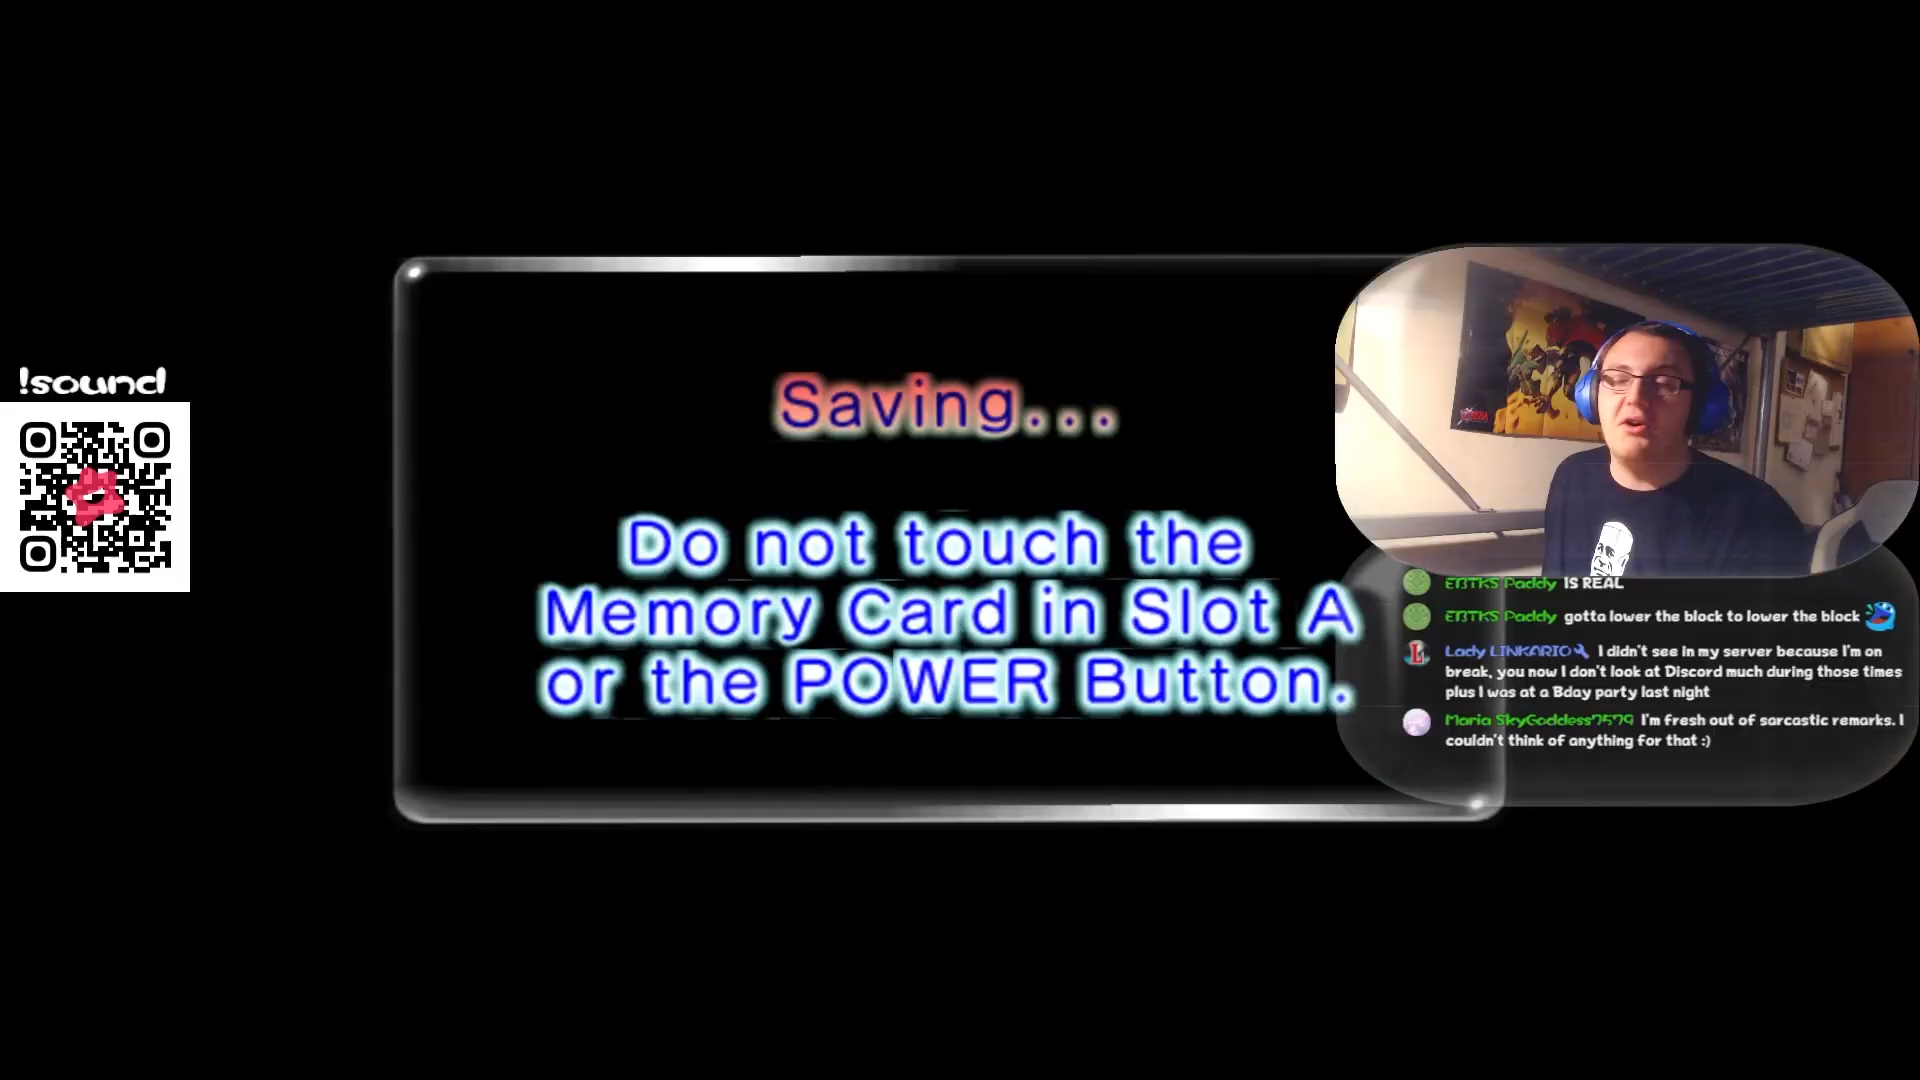 !sound
Saving...
Do not touch the
Memory Card in Slot A
or the POWER Button.
EBTKS Paddy IS REAL
EBTKS Paddy gotta lower the block to lower the block
Lady LINKARIO I didn't see in my server because I'm on
break, you now I don't look at Discord much during those times
plus I was at a Bday party last night
Maria SkyGoddess7579 I'm fresh out of sarcastic remarks. I
couldn't think of anything for that :)